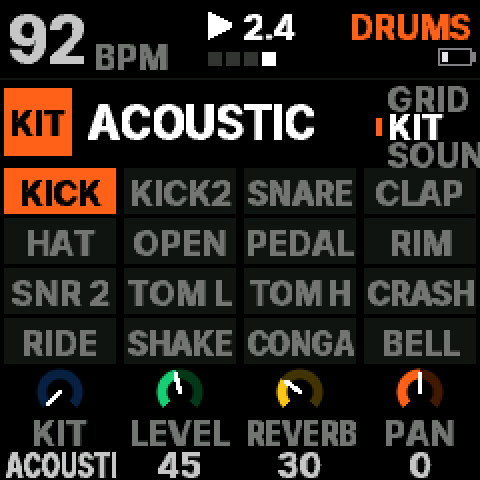 92 BPM 2.4 DRUMS
KIT ACOUSTIC
GRID
KIT
SOUN
KICK KICK2 SNARE CLAP
HAT OPEN PEDAL RIM
SNR 2 TOM L TOM H CRASH
RIDE SHAKE CONGA BELL
KIT LEVEL REVERB PAN
ACOUSTI 45 30 0